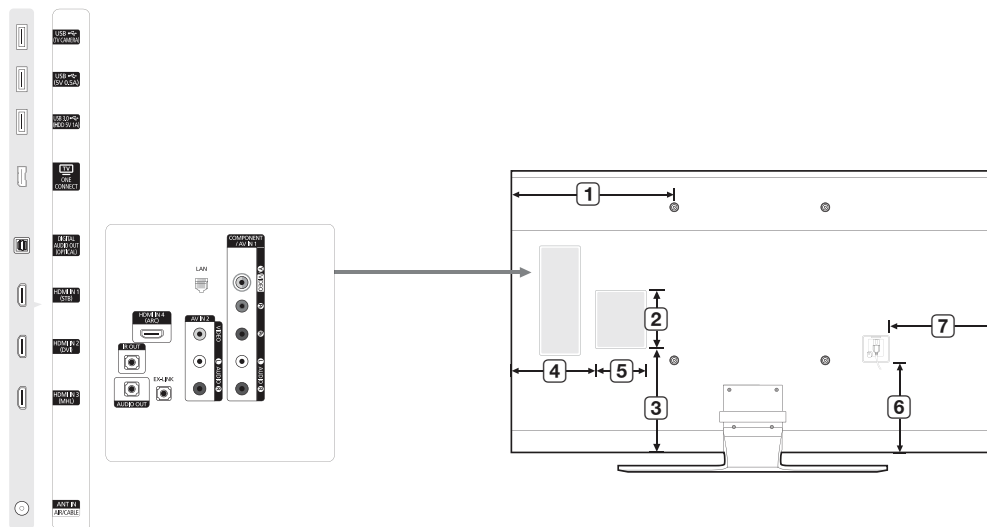 USB
(TV CAMERA)
USB
(5V 0.5A)
USB 3.0
(HDD 5V 1A)
TV
ONE
CONNECT
DIGITAL
AUDIO OUT
(OPTICAL)
HDMI IN 1
(STB)
HDMI IN 2
(DVI)
HDMI IN 3
(MHL)
ANT IN
AIR/CABLE
COMPONENT
/ AV IN 1
LAN
VIDEO
HDMI IN 4
(ARC)
AV IN 2
VIDEO
IR OUT
AUDIO
AUDIO
EX-LINK
AUDIO OUT
1
2
7
4
5
3
6